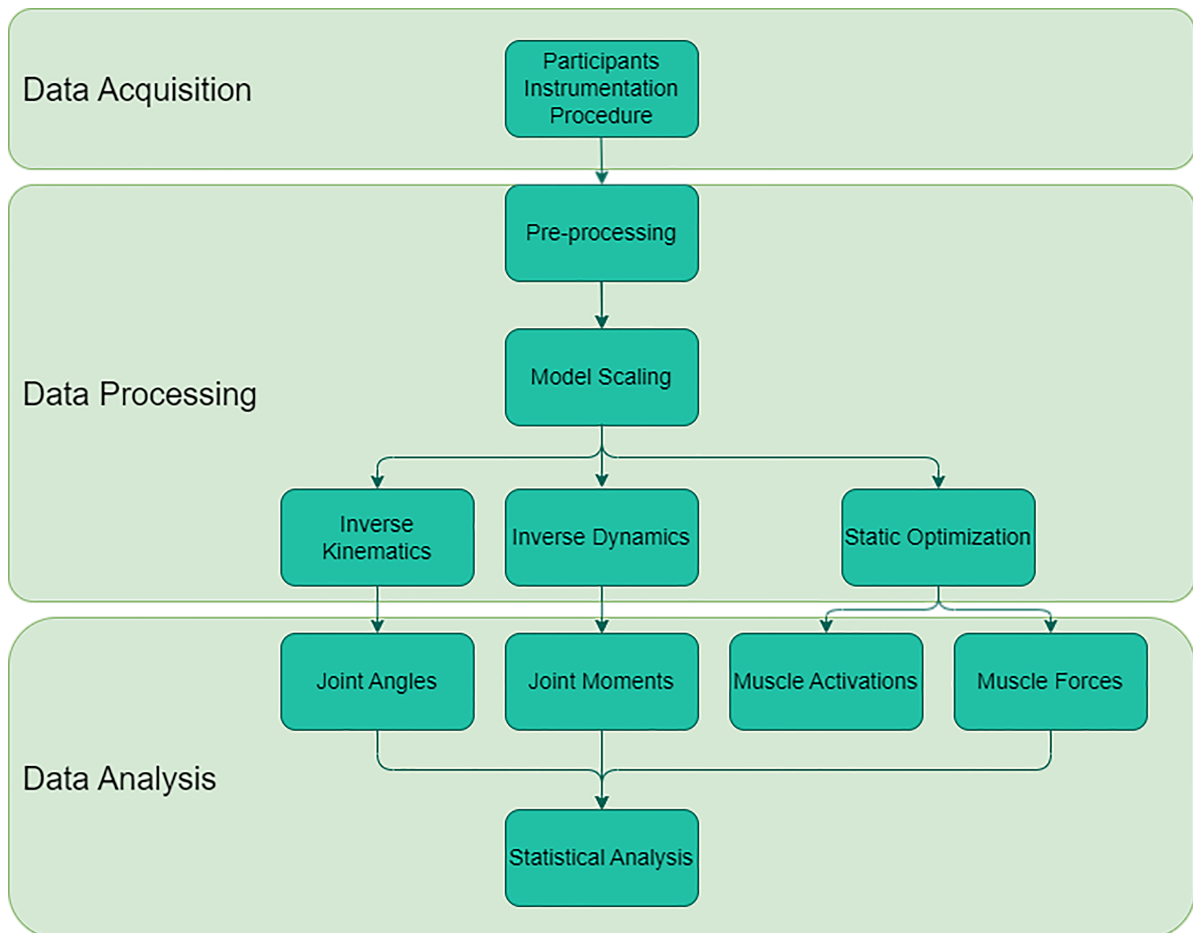 Data Acquisition
Participants
Instrumentation
Procedure
Data Processing
Pre-processing
Model Scaling
Inverse
Kinematics
Inverse Dynamics
Static Optimization
Data Analysis
Joint Angles
Joint Moments
Muscle Activations
Muscle Forces
Statistical Analysis